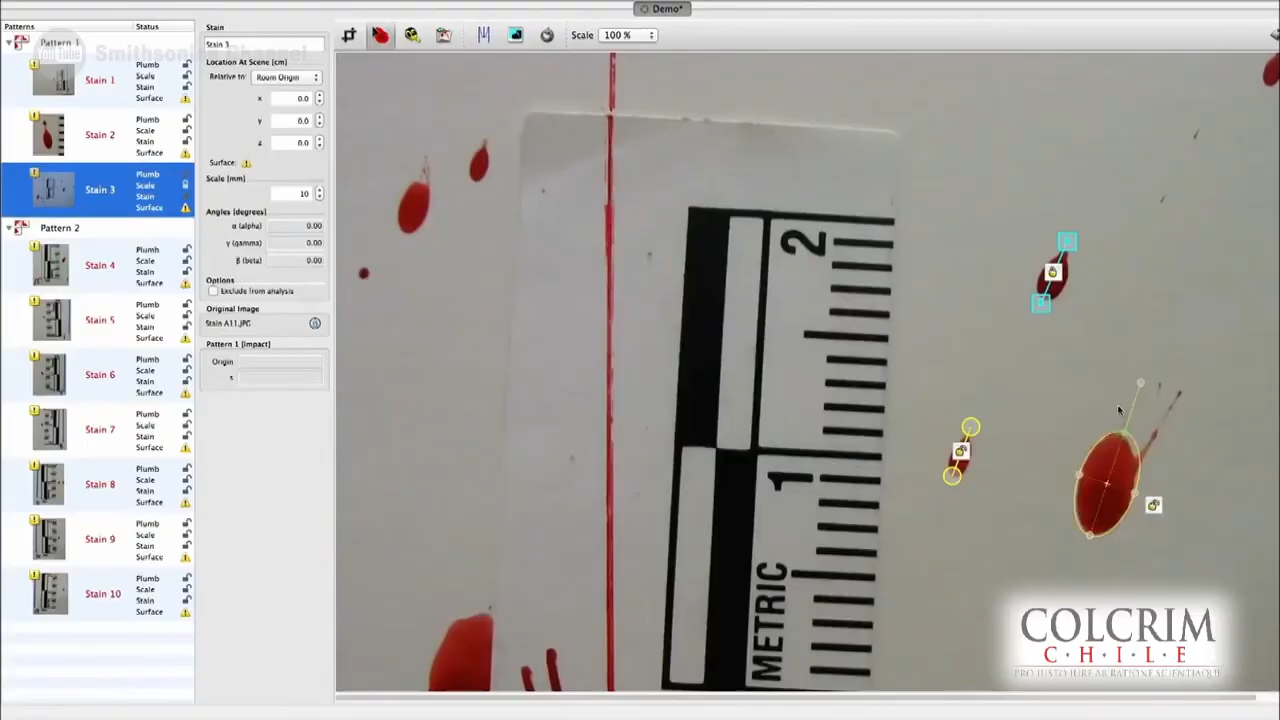 Demo*
Patterns
Status
Stain
Scale
100 %
Pattern 1
YouTube
Smithsonian Channel
Stain 3
Plumb
Scale
Stain 1
Stain
Surface
Location At Scene [cm]
Relative to:
Room Origin
x
0.0
y
0.0
z
0.0
Plumb
Scale
Stain 2
Stain
Surface
Surface:
Scale [mm]
10
Plumb
Scale
Stain 3
Stain
Surface
Angles [degrees]
α (alpha)
0.00
γ (gamma)
0.00
β (beta)
0.00
Pattern 2
Options
Exclude from analysis
Original Image
Stain A11.JPG
Pattern 1 [Impact]
Origin
s
Plumb
Scale
Stain 4
Stain
Surface
Plumb
Scale
Stain 5
Stain
Surface
Plumb
Scale
Stain 6
Stain
Surface
Plumb
Scale
Stain 7
Stain
Surface
Plumb
Scale
Stain 8
Stain
Surface
Plumb
Scale
Stain 9
Stain
Surface
Plumb
Scale
Stain 10
Stain
Surface
2
1
METRIC
COLCRIM
C•H•I•L•E
PRO JUSTO IURE AB RATIONE SCIENTIAQUE